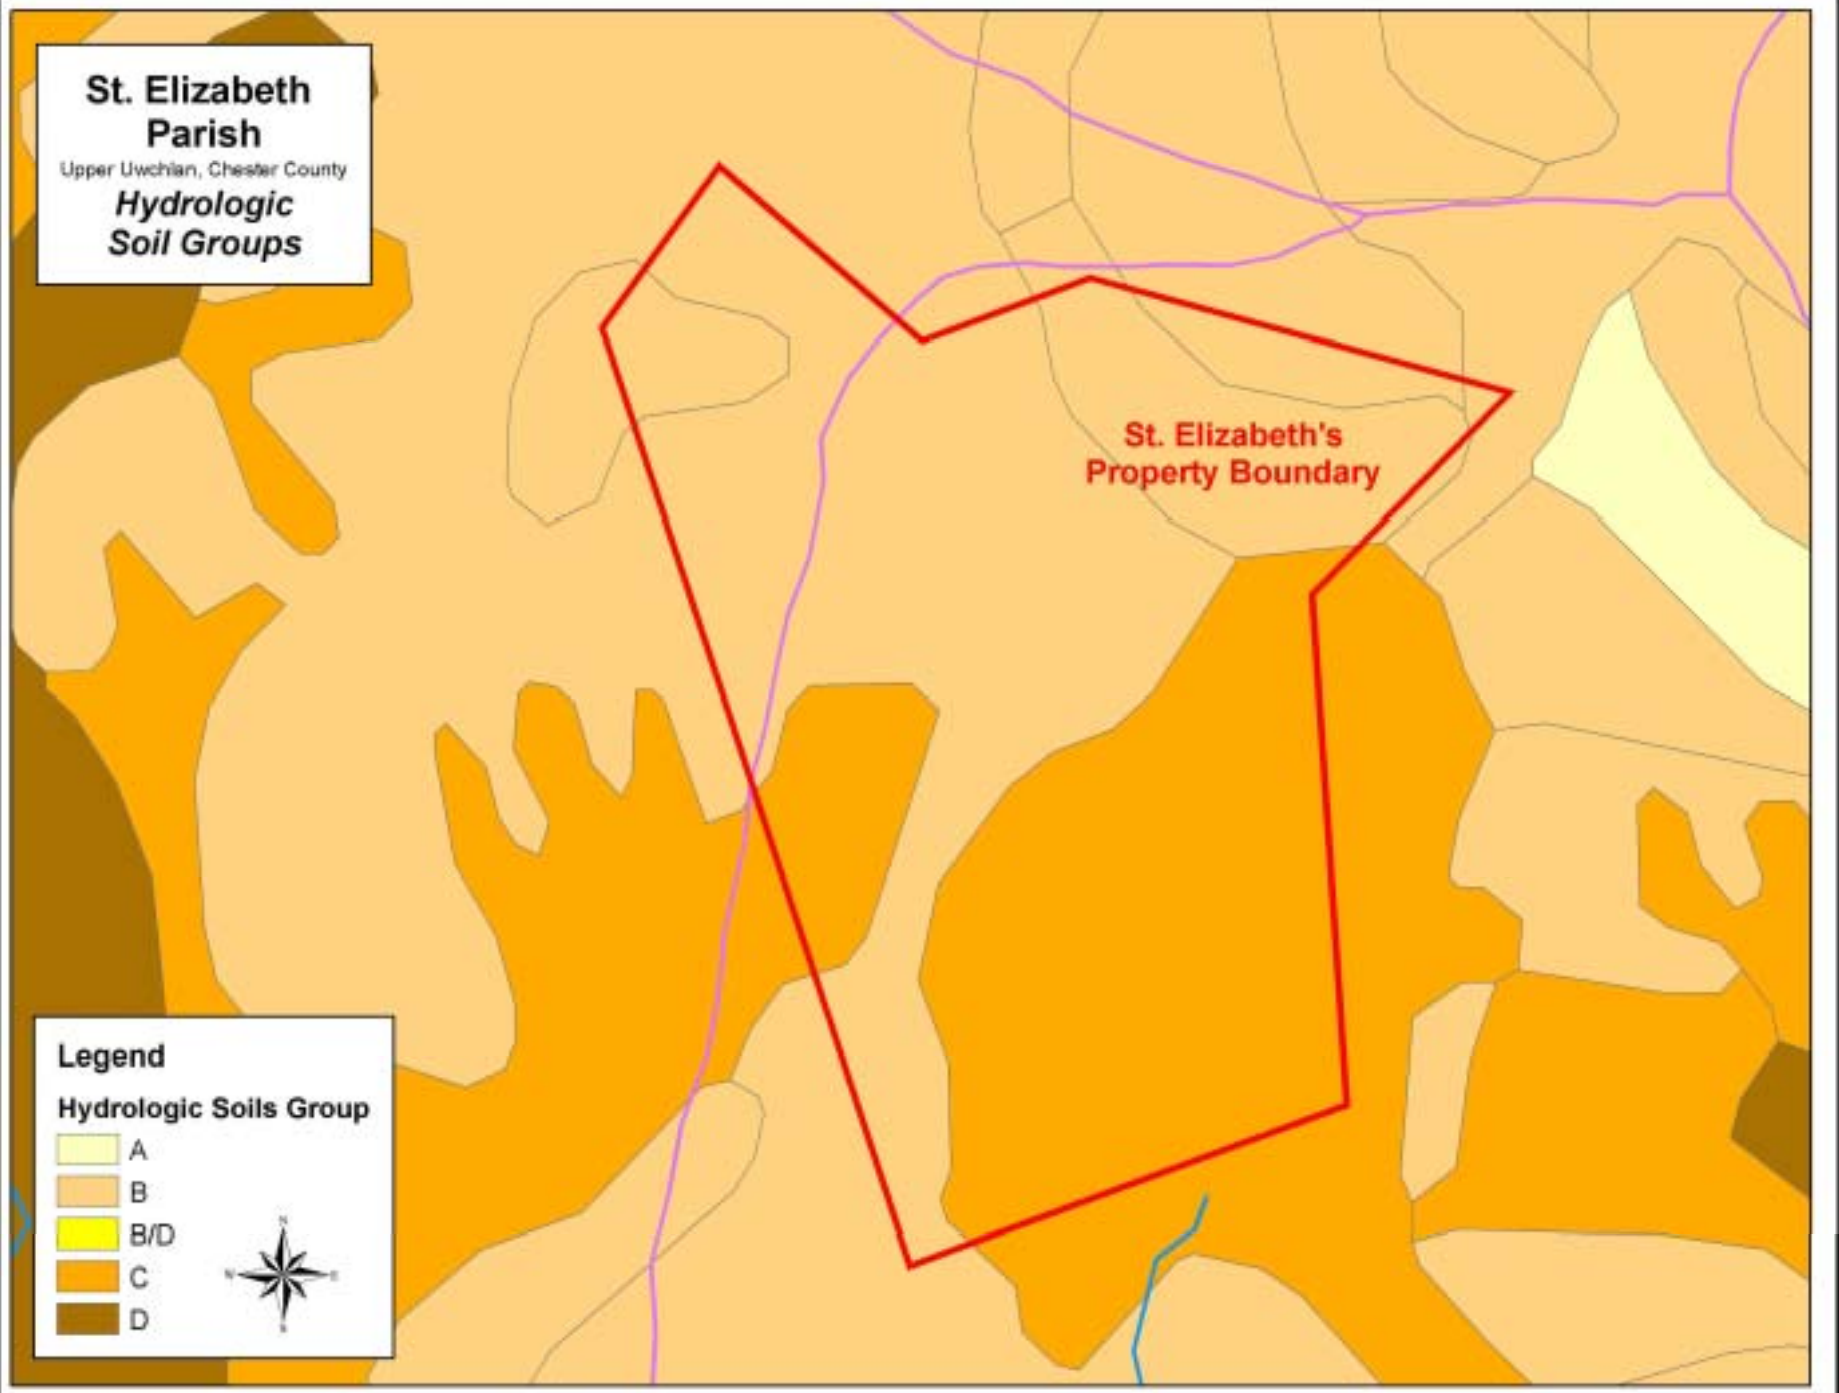 St. Elizabeth
Parish
Upper Uwchlan, Chester County
Hydrologic
Soil Groups
St. Elizabeth's
Property Boundary
Legend
Hydrologic Soils Group
A
B
B/D
C
D
N
W
E
S